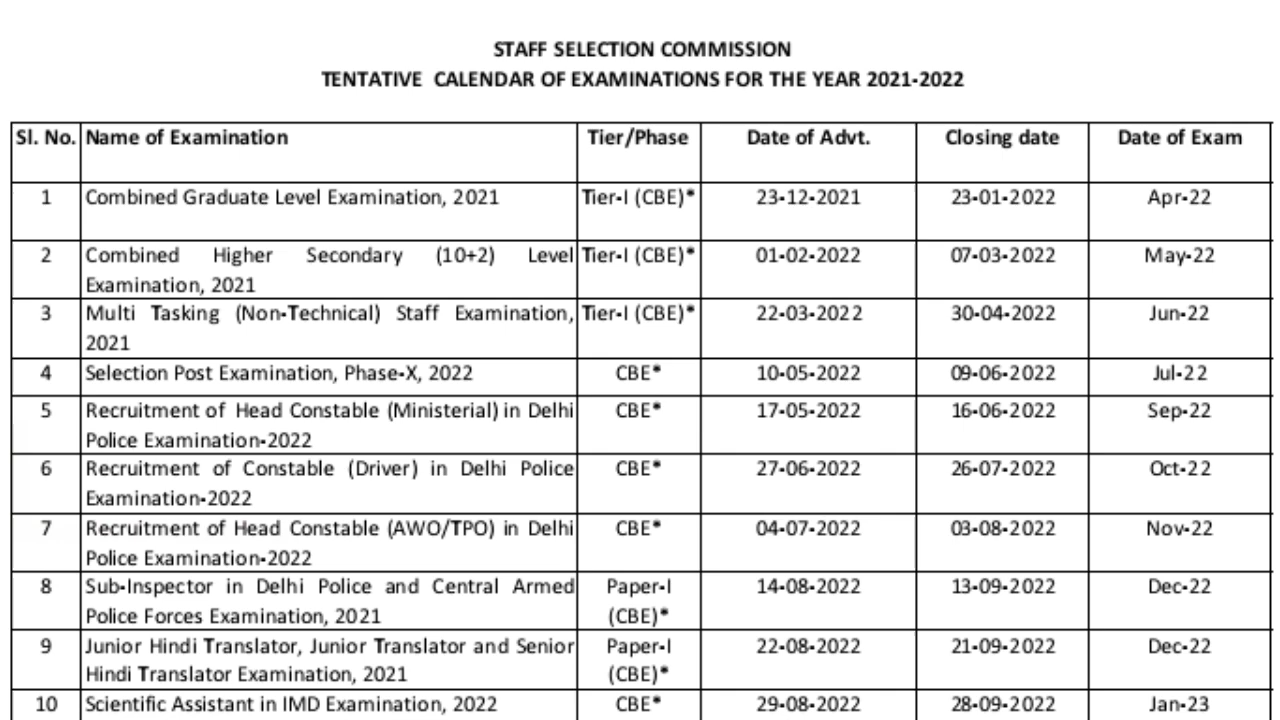 STAFF SELECTION COMMISSION
TENTATIVE CALENDAR OF EXAMINATIONS FOR THE YEAR 2021-2022
Sl. No. Name of Examination Tier/Phase Date of Advt. Closing date Date of Exam
1 Combined Graduate Level Examination, 2021 Tier-I (CBE)* 23-12-2021 23-01-2022 Apr-22
2 Combined Higher Secondary (10+2) Level Tier-I (CBE)* 01-02-2022 07-03-2022 May-22
Examination, 2021
3 Multi Tasking (Non-Technical) Staff Examination, Tier-I (CBE)* 22-03-2022 30-04-2022 Jun-22
2021
4 Selection Post Examination, Phase-X, 2022 CBE* 10-05-2022 09-06-2022 Jul-22
5 Recruitment of Head Constable (Ministerial) in Delhi CBE* 17-05-2022 16-06-2022 Sep-22
Police Examination-2022
6 Recruitment of Constable (Driver) in Delhi Police CBE* 27-06-2022 26-07-2022 Oct-22
Examination-2022
7 Recruitment of Head Constable (AWO/TPO) in Delhi CBE* 04-07-2022 03-08-2022 Nov-22
Police Examination-2022
8 Sub-Inspector in Delhi Police and Central Armed Paper-I 14-08-2022 13-09-2022 Dec-22
Police Forces Examination, 2021 (CBE)*
9 Junior Hindi Translator, Junior Translator and Senior Paper-I 22-08-2022 21-09-2022 Dec-22
Hindi Translator Examination, 2021 (CBE)*
10 Scientific Assistant in IMD Examination, 2022 CBE* 29-08-2022 28-09-2022 Jan-23